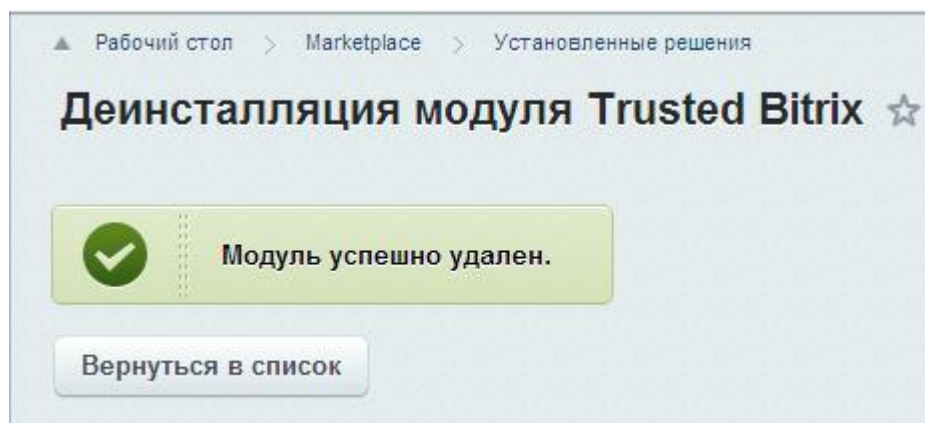 Рабочий стол > Marketplace > Установленные решения
Деинсталляция модуля Trusted Bitrix
Модуль успешно удален.
Вернуться в список